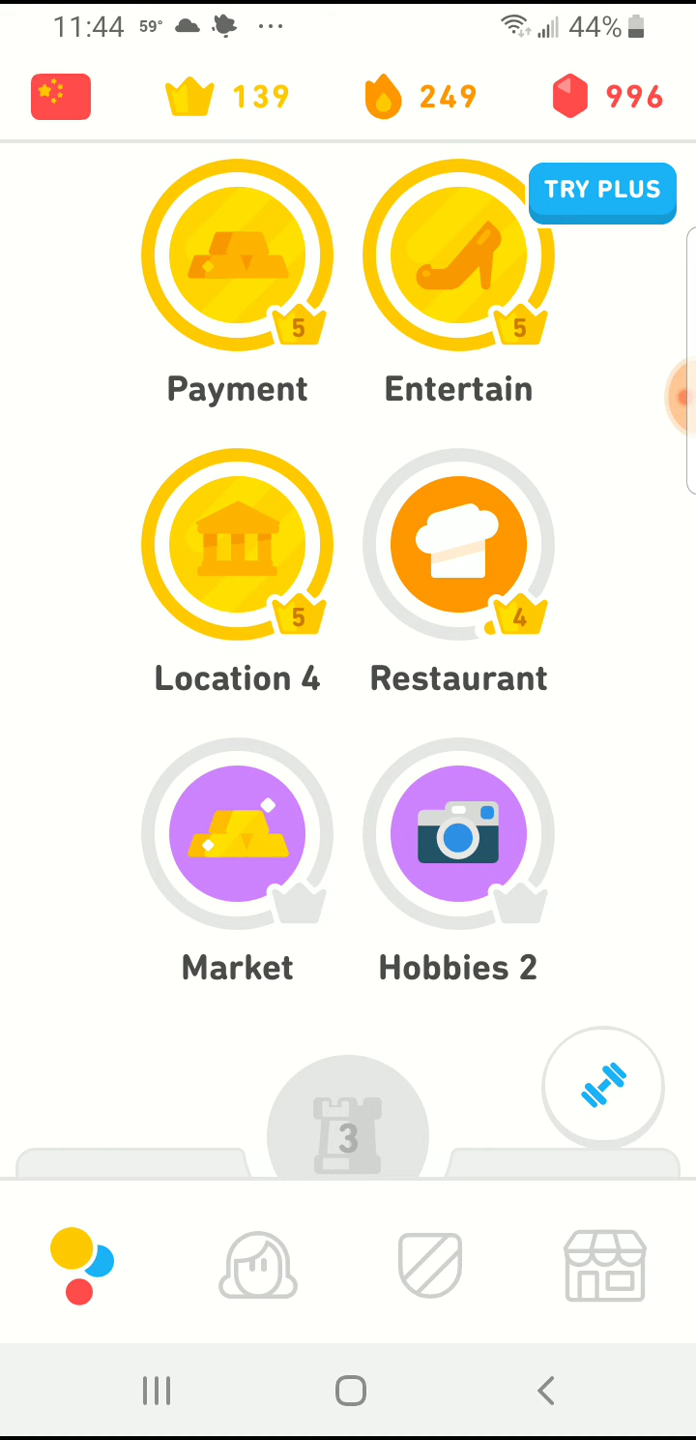 11:44 59° ... 44%
139 249 996
TRY PLUS
5 5
Payment Entertain
5 4
Location 4 Restaurant
Market Hobbies 2
3